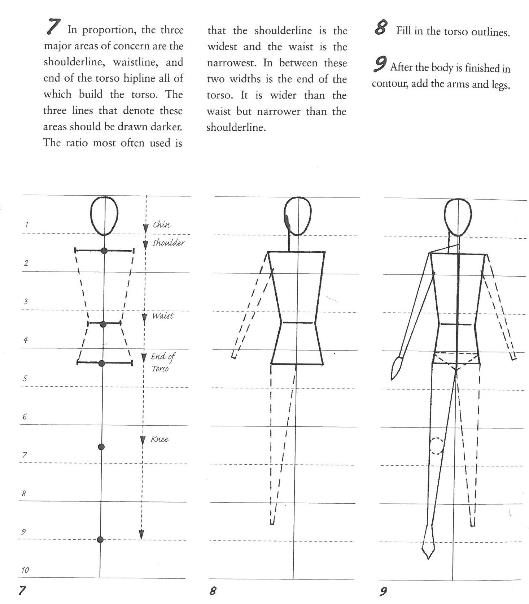 7 In proportion, the three
major areas of concern are the
shoulderline, waistline, and
end of the torso hipline all of
which build the torso. The
three lines that denote these
areas should be drawn darker.
The ratio most often used is
that the shoulderline is the
widest and the waist is the
narrowest. In between these
two widths is the end of the
torso. It is wider than the
waist but narrower than the
shoulderline.
8 Fill in the torso outlines.
9 After the body is finished in
contour, add the arms and legs.
1
2
3
4
5
6
7
8
9
10
Chin
Shoulder
Waist
End of
Torso
Knee
7
8
9